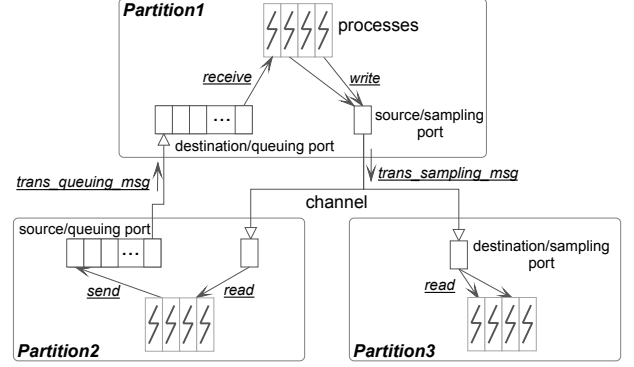 Partition1
processes
receive
write
source/sampling
port
...
destination/queuing port
trans_queuing_msg
trans_sampling_msg
channel
source/queuing port
...
destination/sampling
port
send
read
read
Partition2
Partition3